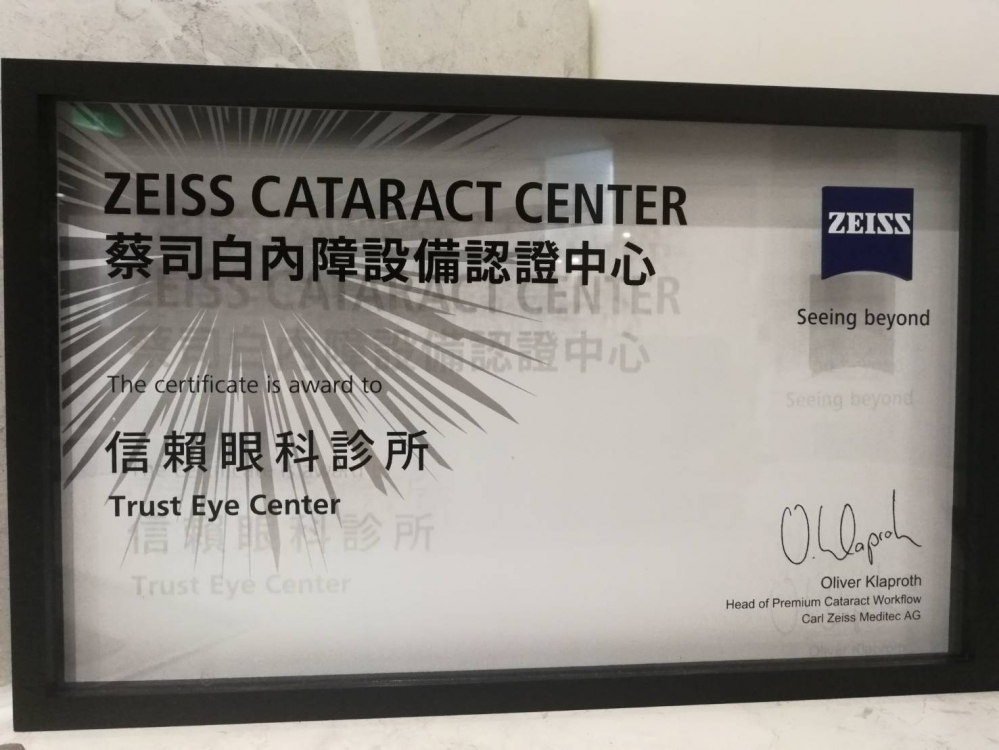 ZEISS CATARACT CENTER
蔡司白內障設備認證中心
The certificate is award to
信賴眼科診所
Trust Eye Center
ZEISS
Seeing beyond
O. Klaproth
Oliver Klaproth
Head of Premium Cataract Workflow
Carl Zeiss Meditec AG